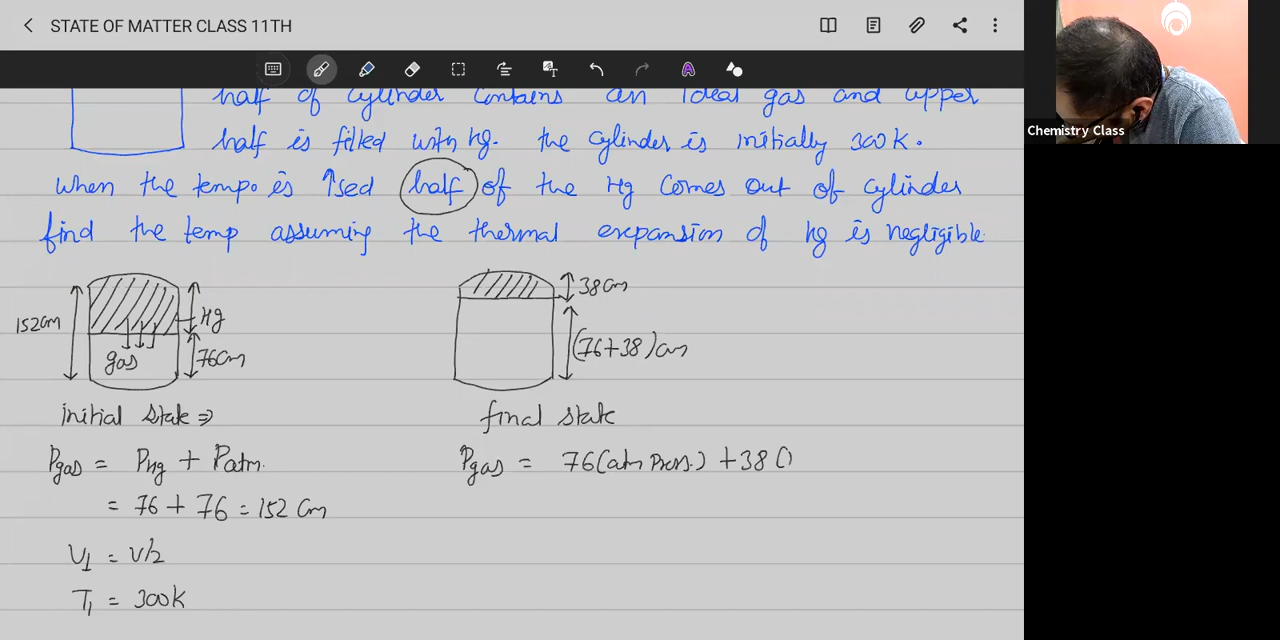 STATE OF MATTER CLASS 11TH
half of cylinder contains an ideal gas and upper
half is filled with hg. the cylinder is initially 300K.
when the temp. is ↑sed half of the Hg comes out of cylinder
find the temp assuming the thermal expansion of hg is negligible.
152cm
Hg
gas
76cm
38cm
(76+38)cm
initial state ⇒
final state
Pgas = PHg + Patm.
= 76 + 76 = 152 cm
V1 = V/2
T1 = 300K
Pgas = 76(atm Press.) + 38 (
Chemistry Class